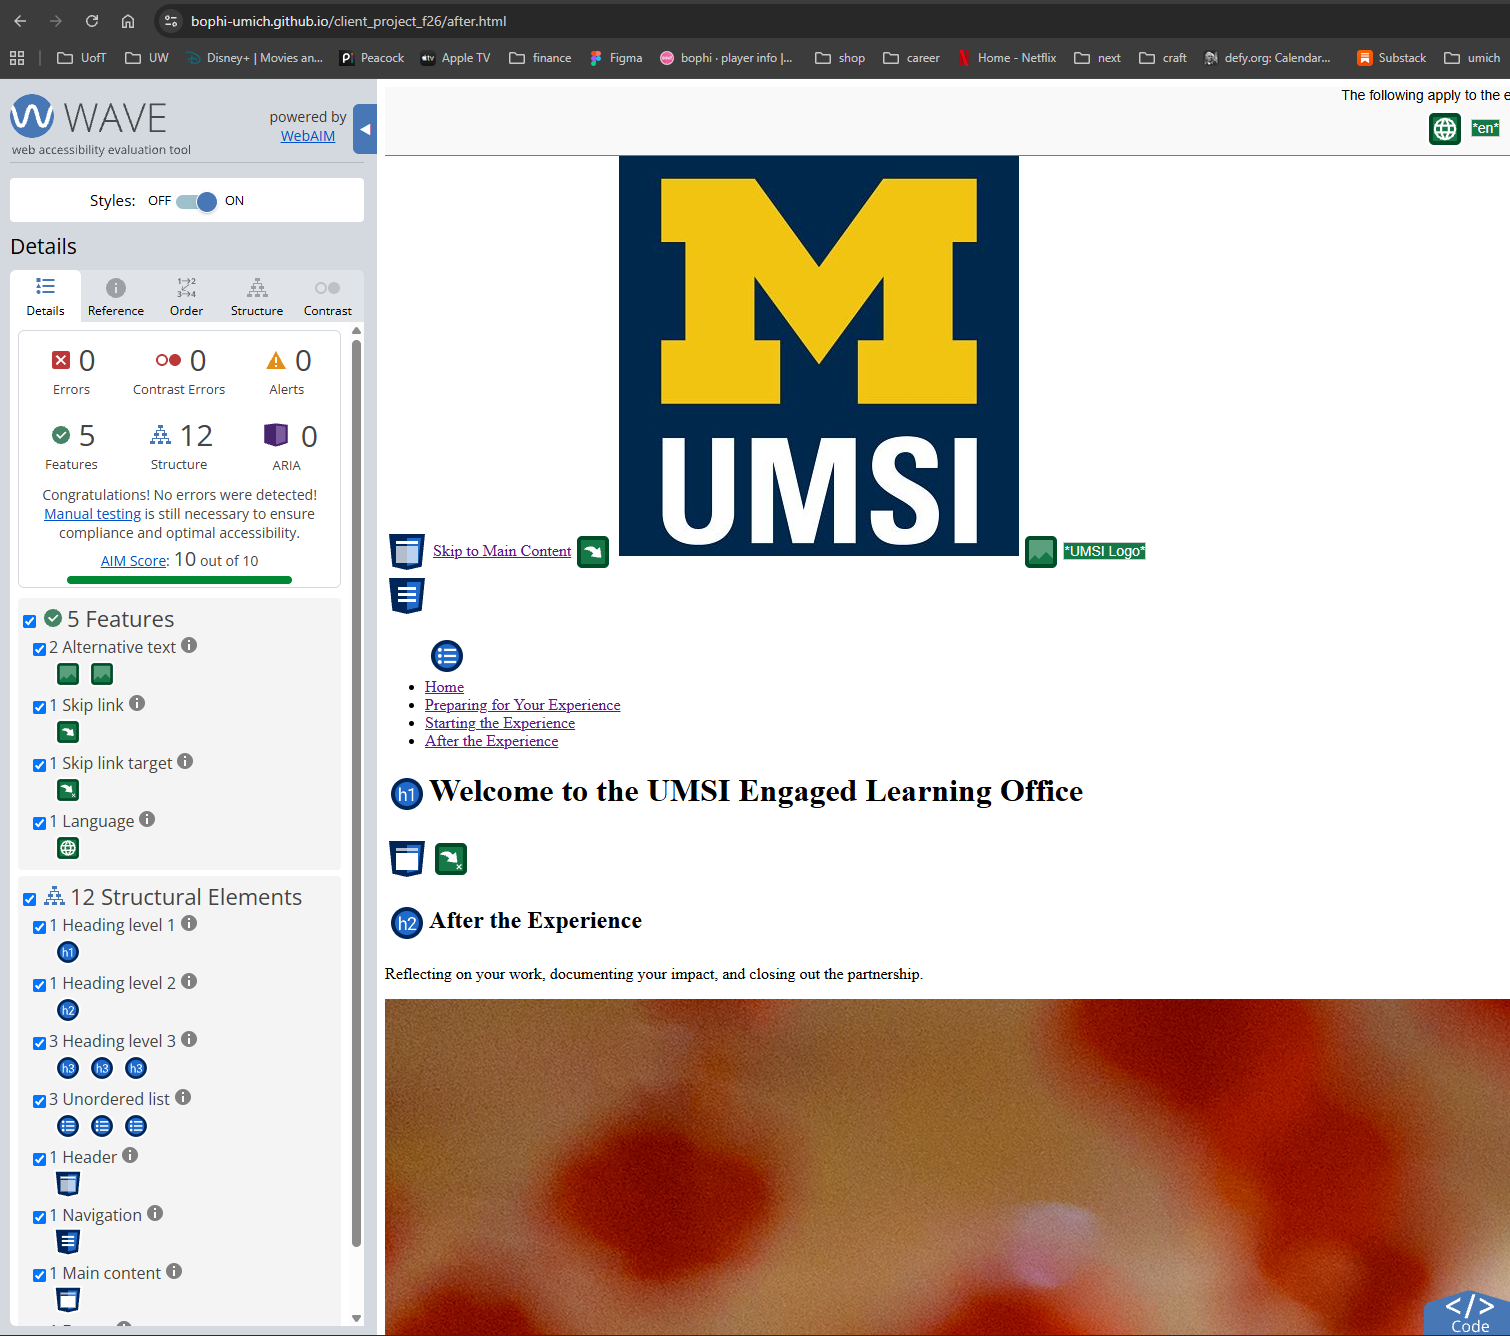 bophi-umich.github.io/client_project_f26/after.html
UofT
UW
Disney+ | Movies an...
Peacock
Apple TV
finance
Figma
bophi · player info |...
shop
career
Home - Netflix
next
craft
defy.org: Calendar...
Substack
umich
WAVE
web accessibility evaluation tool
powered by
WebAIM
Styles: OFF ON
Details
Details
Reference
Order
Structure
Contrast
0 Errors
0 Contrast Errors
0 Alerts
5 Features
12 Structure
0 ARIA
Congratulations! No errors were detected!
Manual testing is still necessary to ensure
compliance and optimal accessibility.
AIM Score: 10 out of 10
5 Features
2 Alternative text
1 Skip link
1 Skip link target
1 Language
12 Structural Elements
1 Heading level 1
h1
1 Heading level 2
h2
3 Heading level 3
h3 h3 h3
3 Unordered list
1 Header
1 Navigation
1 Main content
The following apply to the e
*en*
M
UMSI
Skip to Main Content
*UMSI Logo*
Home
Preparing for Your Experience
Starting the Experience
After the Experience
h1 Welcome to the UMSI Engaged Learning Office
h2 After the Experience
Reflecting on your work, documenting your impact, and closing out the partnership.
</>
Code